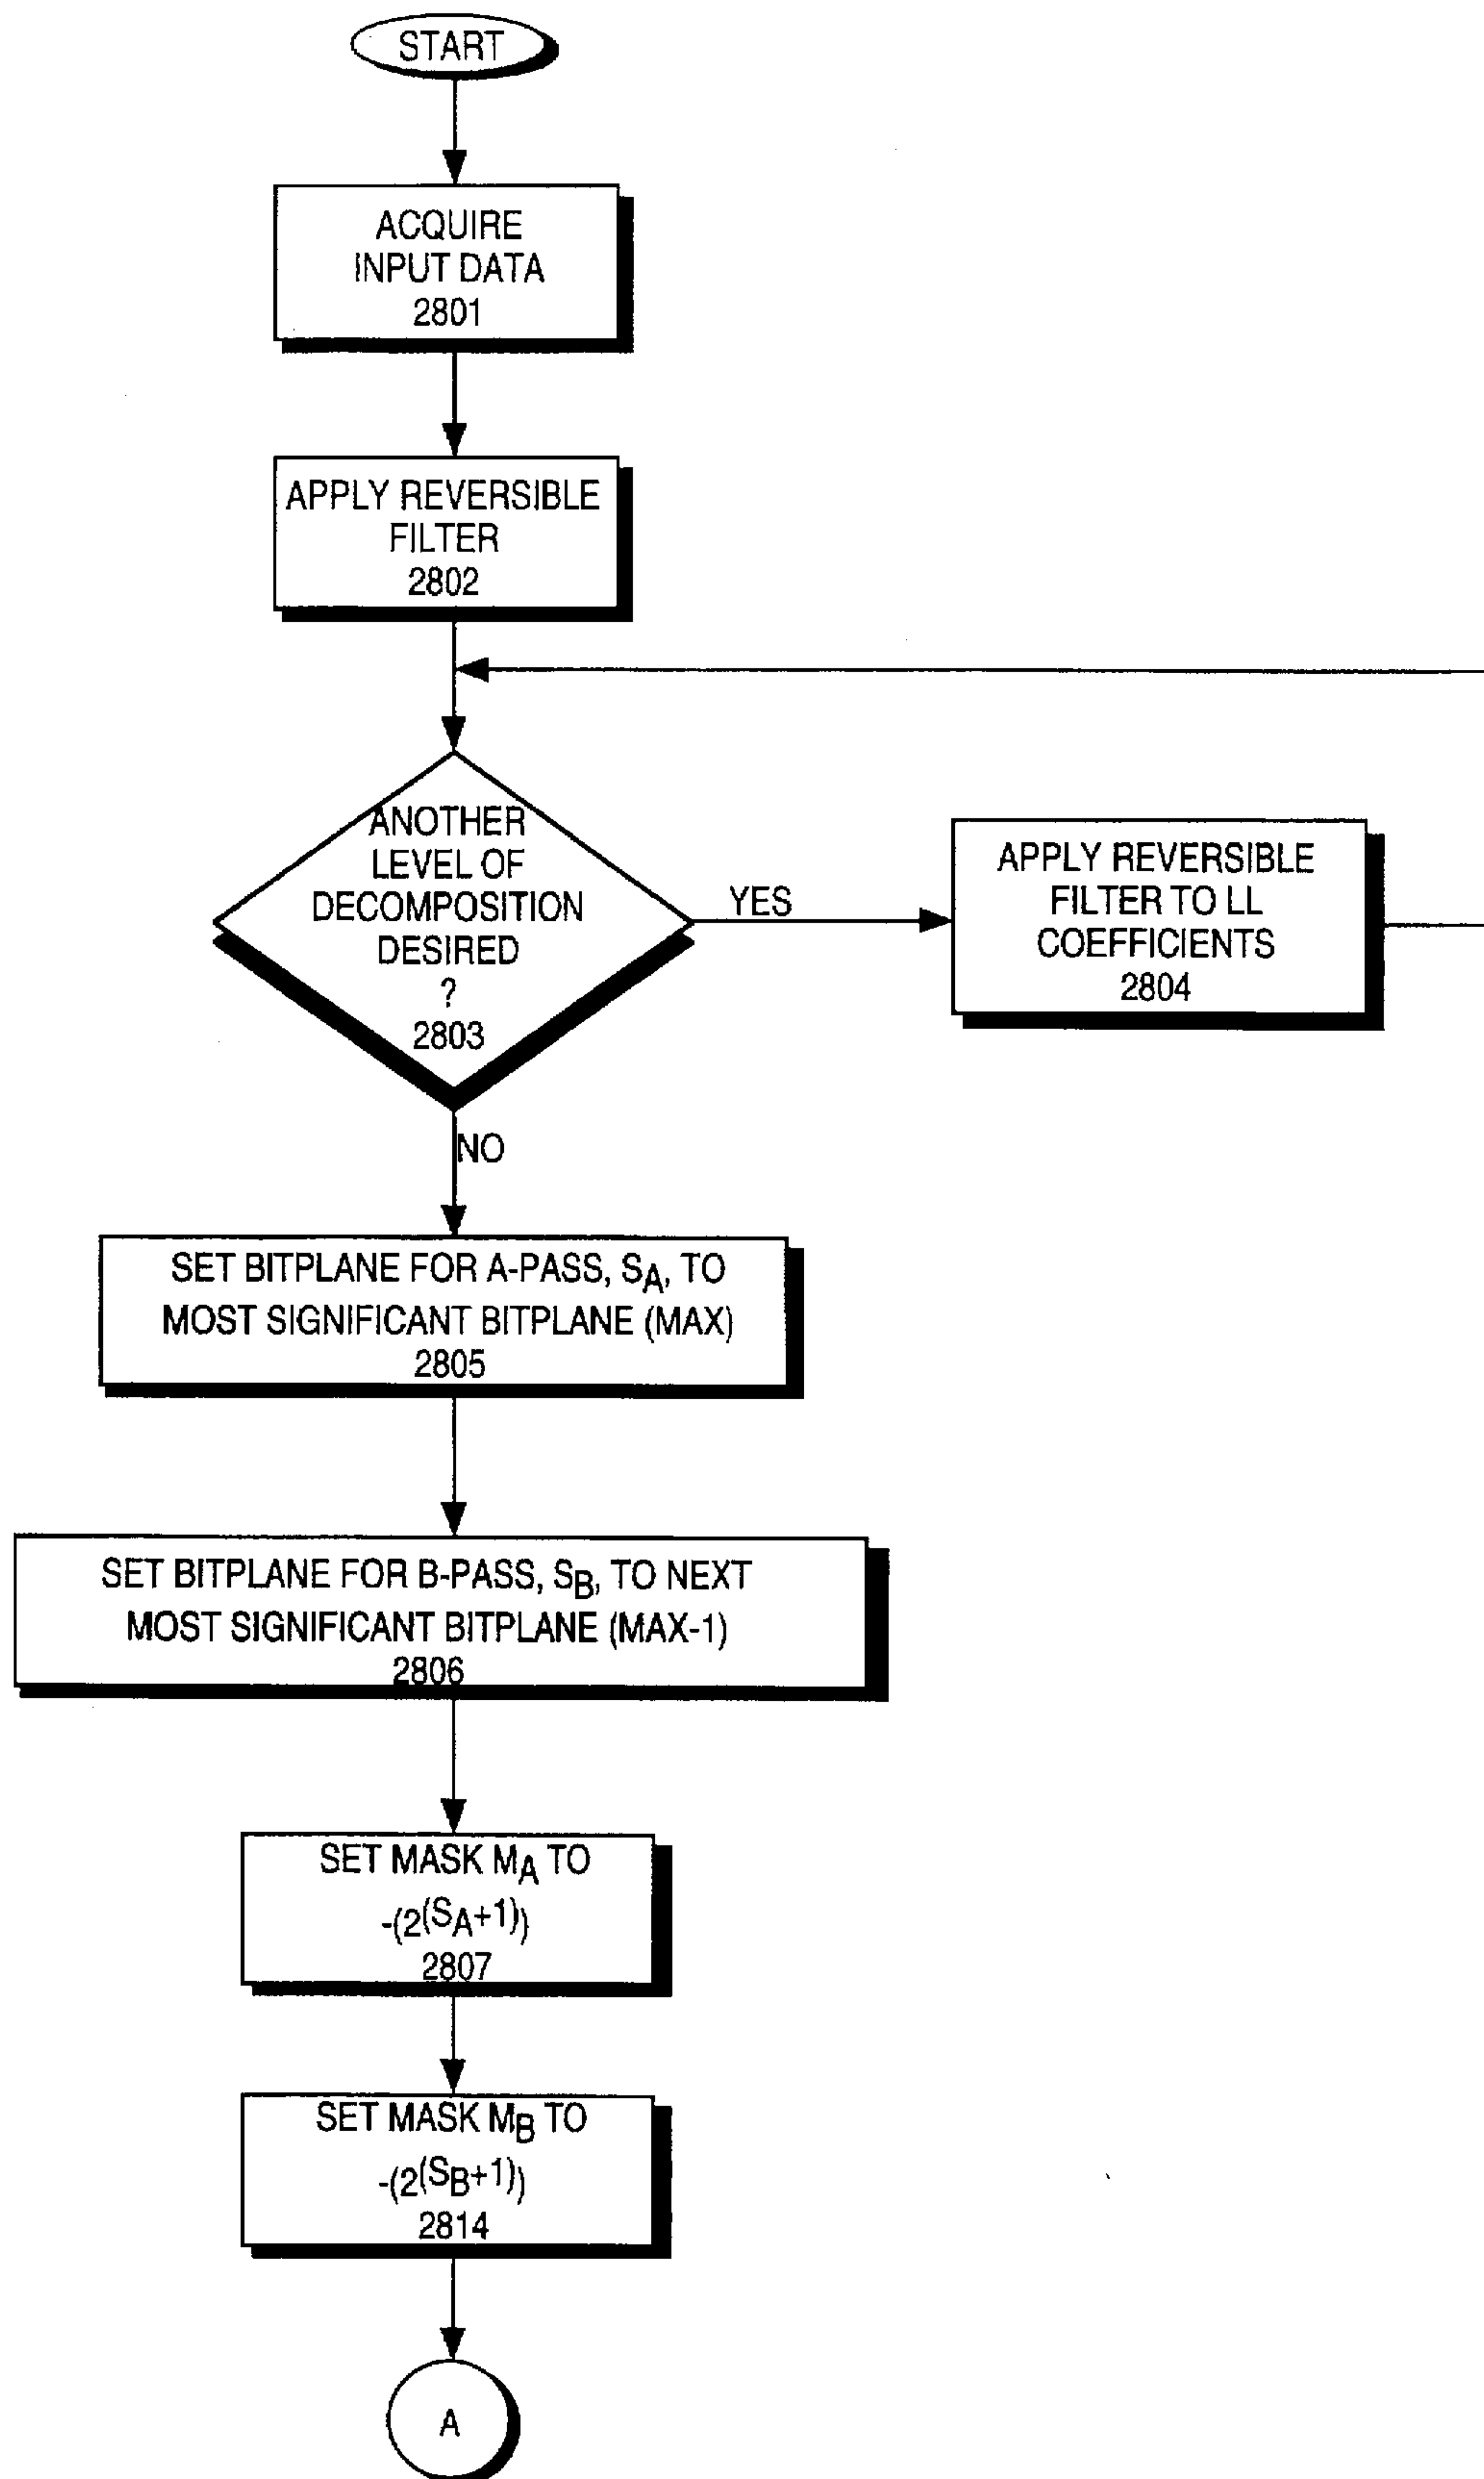 START
ACQUIRE
INPUT DATA
2801
APPLY REVERSIBLE
FILTER
2802
ANOTHER
LEVEL OF
DECOMPOSITION
DESIRED
?
2803
YES
APPLY REVERSIBLE
FILTER TO LL
COEFFICIENTS
2804
NO
SET BITPLANE FOR A-PASS, SA, TO
MOST SIGNIFICANT BITPLANE (MAX)
2805
SET BITPLANE FOR B-PASS, SB, TO NEXT
MOST SIGNIFICANT BITPLANE (MAX-1)
2806
SET MASK MA TO
-(2(SA+1))
2807
SET MASK MB TO
-(2(SB+1))
2814
A